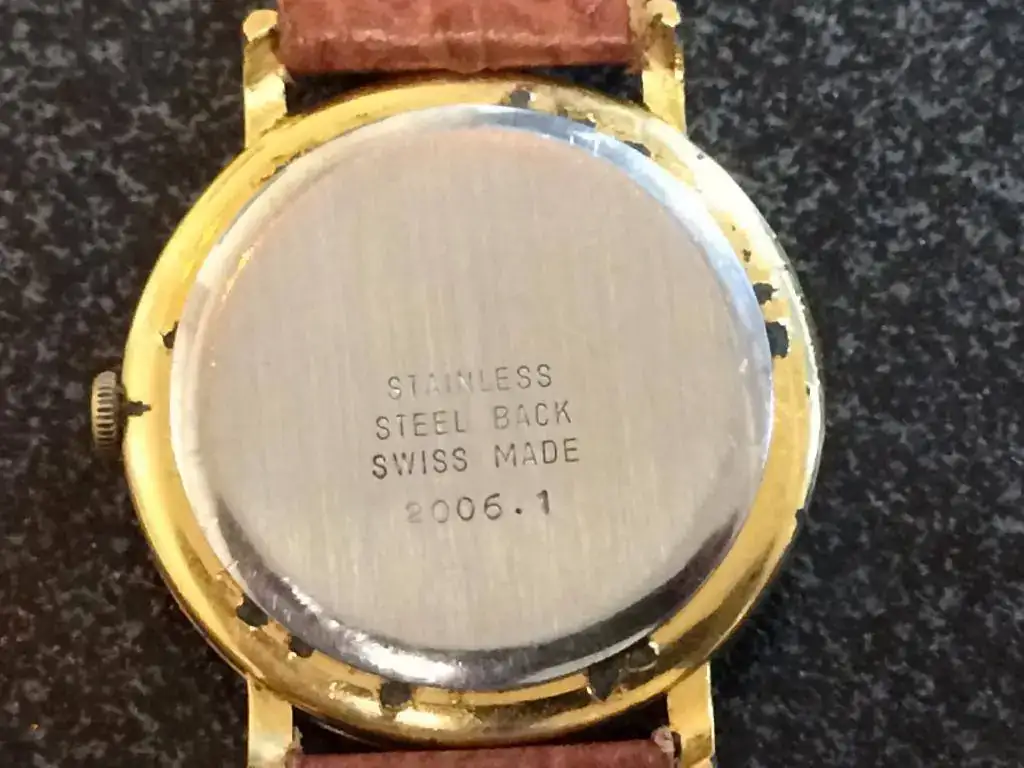 STAINLESS
STEEL BACK
SWISS MADE
2006.1